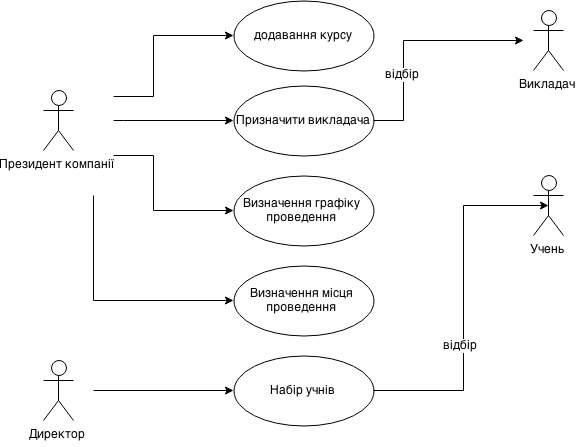 додавання курсу
Викладач
відбір
Призначити викладача
Президент компанії
Визначення графіку
проведення
Учень
Визначення місця
проведення
відбір
Набір учнів
Директор